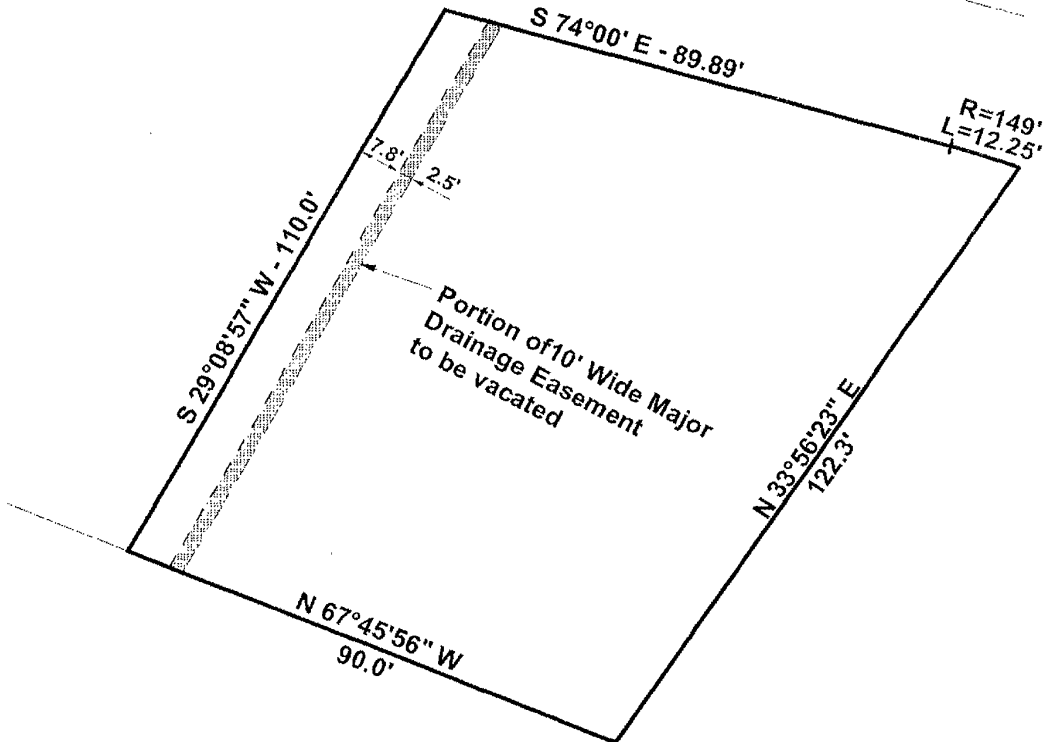 S 74°00' E - 89.89'
R=149'
L=12.25'
7.8'
2.5'
S 29°08'57" W - 110.0'
Portion of10' Wide Major
Drainage Easement
to be vacated
N 33°56'23" E
122.3'
N 67°45'56" W
90.0'